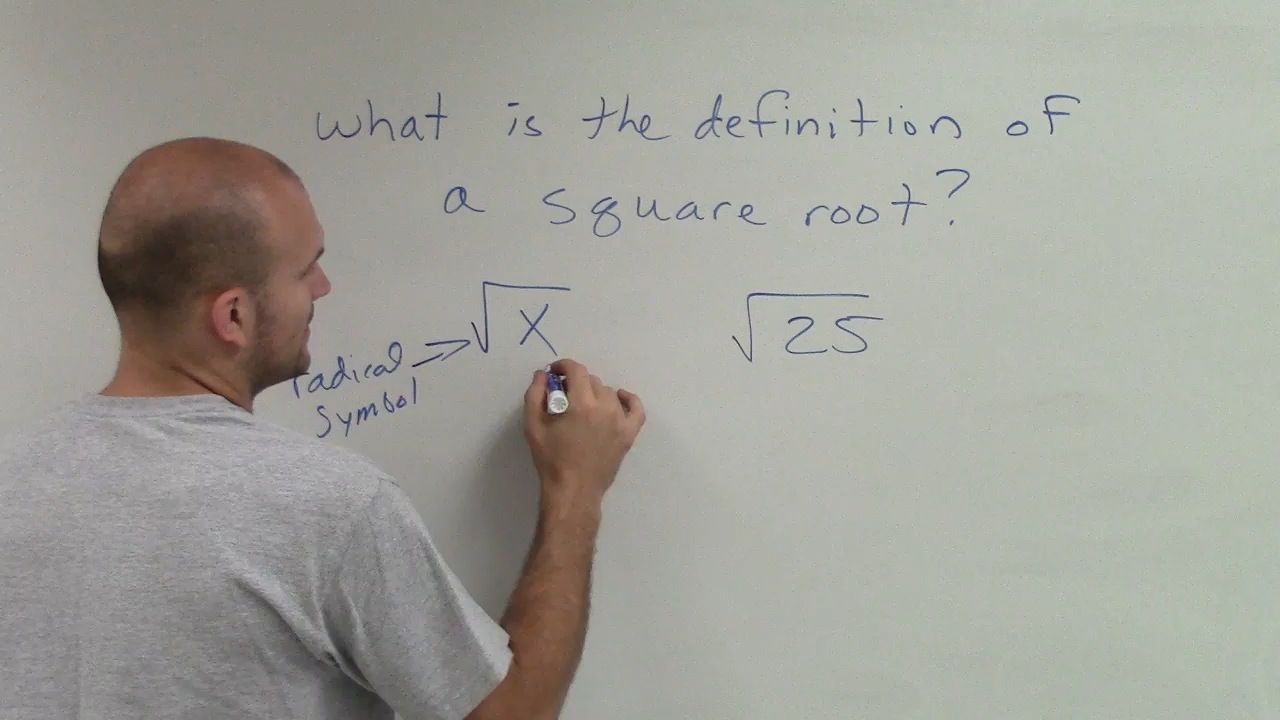 What is the definition of
a square root?
√x √25
radical
symbol